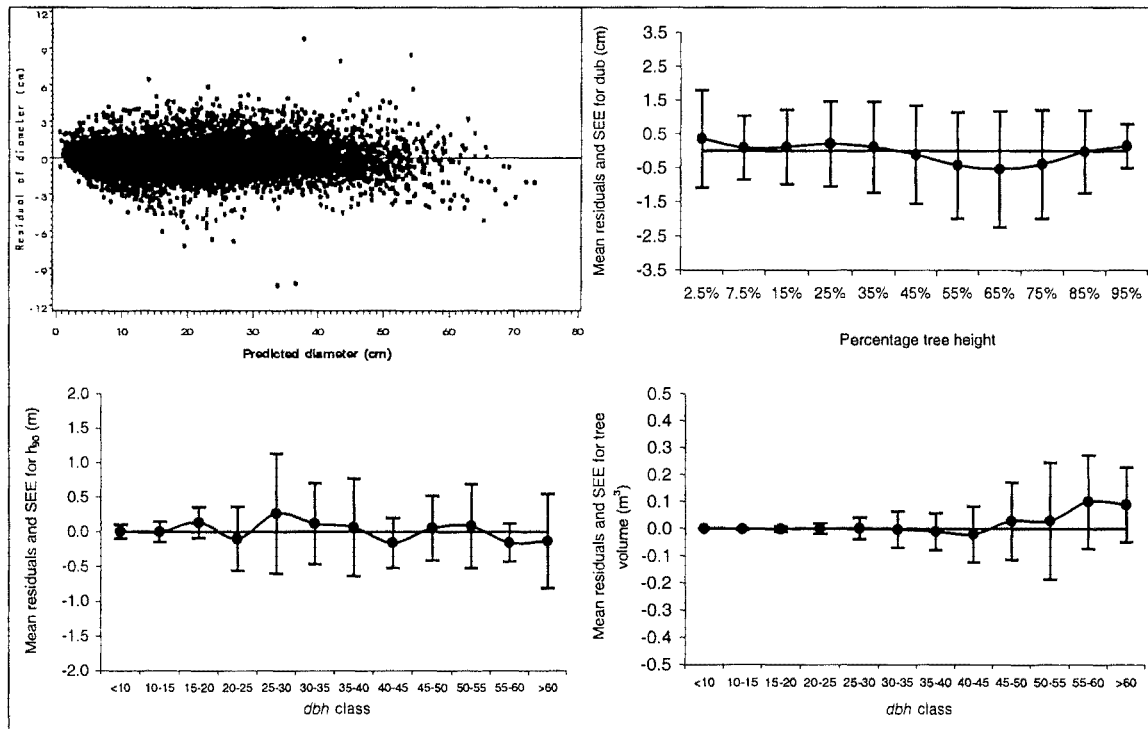 12
9
6
3
0
-3
-6
-9
-12
Residual of diameter (cm)
0 10 20 30 40 50 60 70 80
Predicted diameter (cm)
Mean residuals and SEE for dub (cm)
3.5
2.5
1.5
0.5
-0.5
-1.5
-2.5
-3.5
2.5% 7.5% 15% 25% 35% 45% 55% 65% 75% 85% 95%
Percentage tree height
Mean residuals and SEE for h90 (m)
2.0
1.5
1.0
0.5
0.0
-0.5
-1.0
-1.5
-2.0
<10 10-15 15-20 20-25 25-30 30-35 35-40 40-45 45-50 50-55 55-60 >60
dbh class
Mean residuals and SEE for tree
volume (m³)
0.5
0.4
0.3
0.2
0.1
0.0
-0.1
-0.2
-0.3
-0.4
-0.5
<10 10-15 15-20 20-25 25-30 30-35 35-40 40-45 45-50 50-55 55-60 >60
dbh class